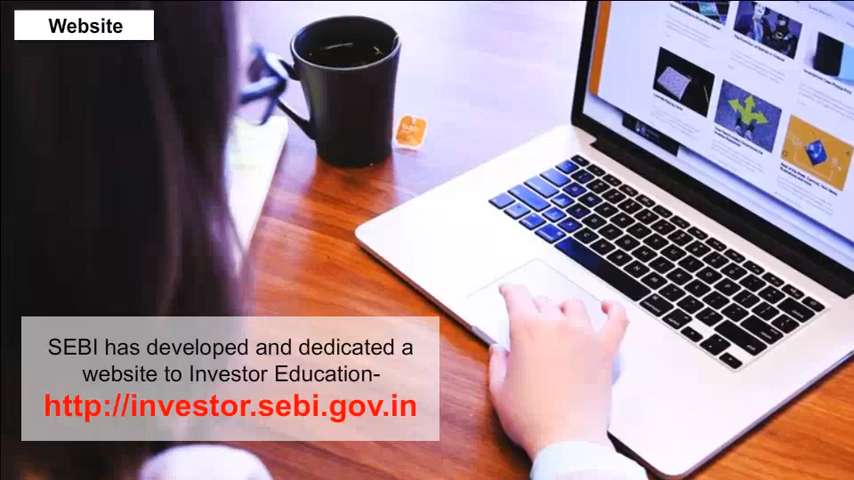 Website
SEBI has developed and dedicated a
website to Investor Education-
http://investor.sebi.gov.in